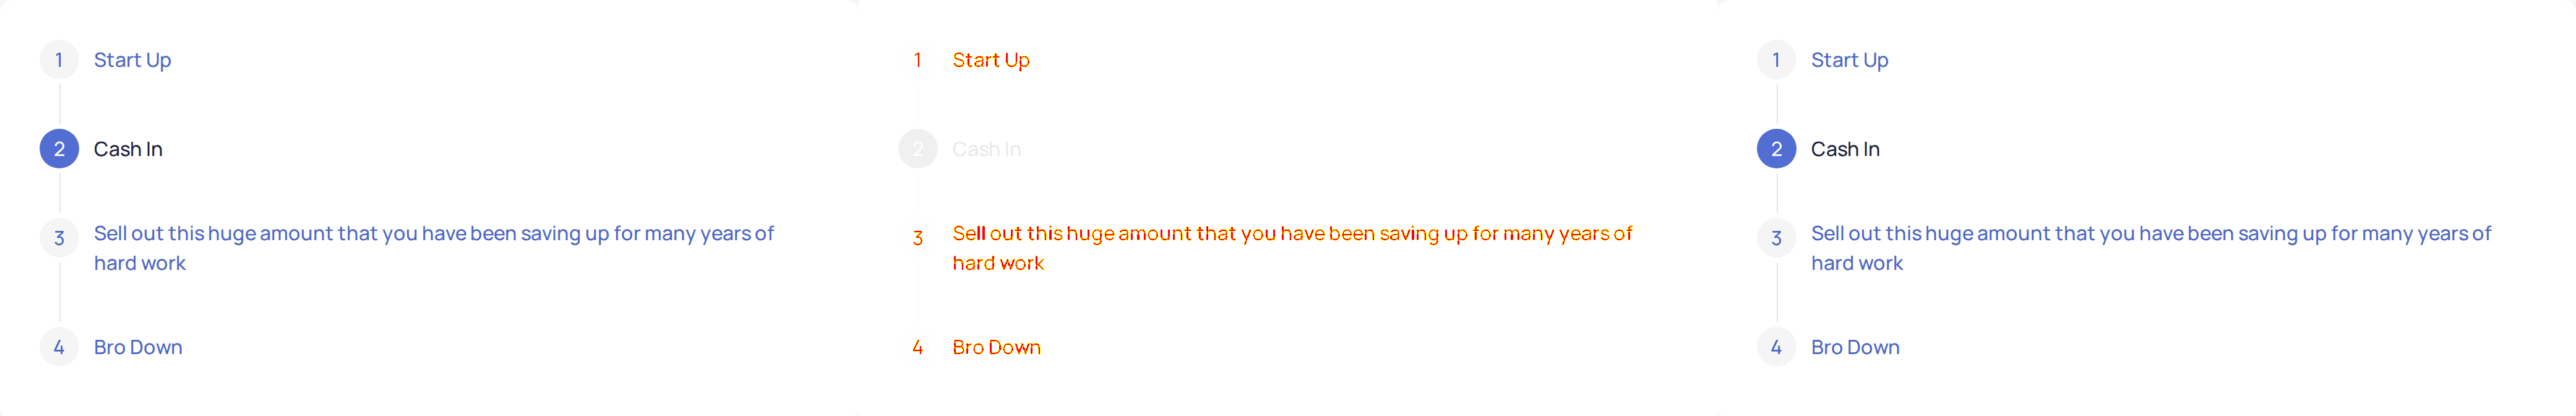 1 Start Up
2 Cash In
3 Sell out this huge amount that you have been saving up for many years of
hard work
4 Bro Down
1 Start Up
2 Cash In
3 Sell out this huge amount that you have been saving up for many years of
hard work
4 Bro Down
1 Start Up
2 Cash In
3 Sell out this huge amount that you have been saving up for many years of
hard work
4 Bro Down